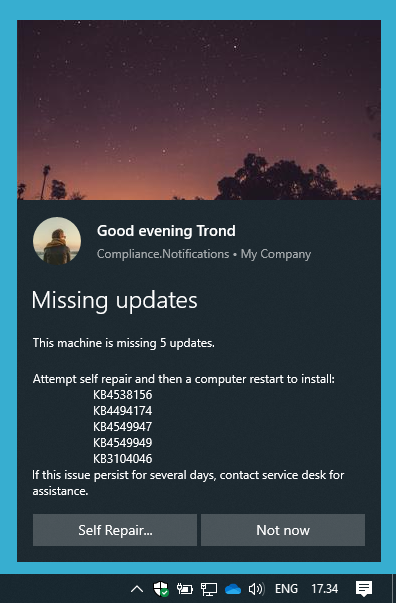 Good evening Trond
Compliance.Notifications • My Company
Missing updates
This machine is missing 5 updates.
Attempt self repair and then a computer restart to install:
KB4538156
KB4494174
KB4549947
KB4549949
KB3104046
If this issue persist for several days, contact service desk for
assistance.
Self Repair...
Not now
ENG
17.34